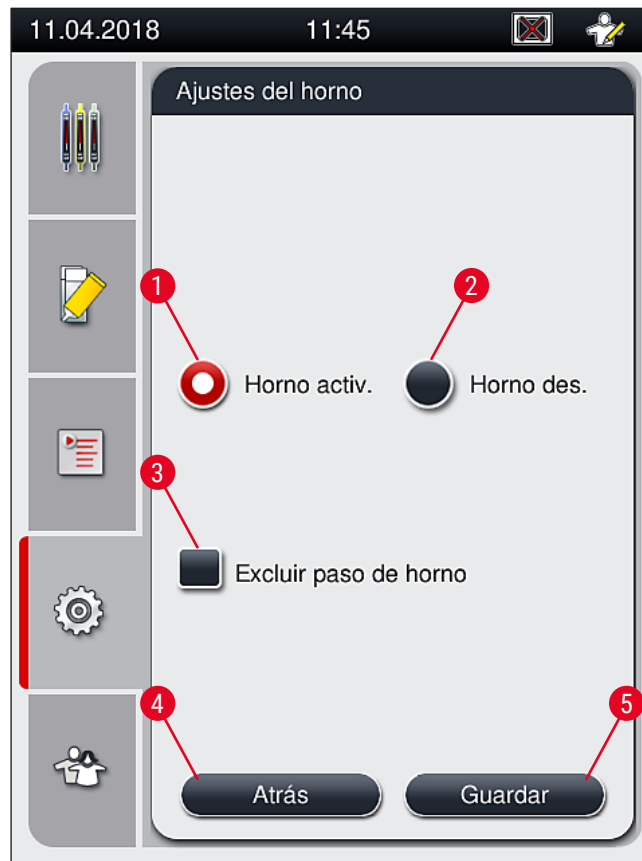 11.04.2018 11:45
Ajustes del horno
1 2
Horno activ. Horno des.
3
Excluir paso de horno
4 5
Atrás Guardar